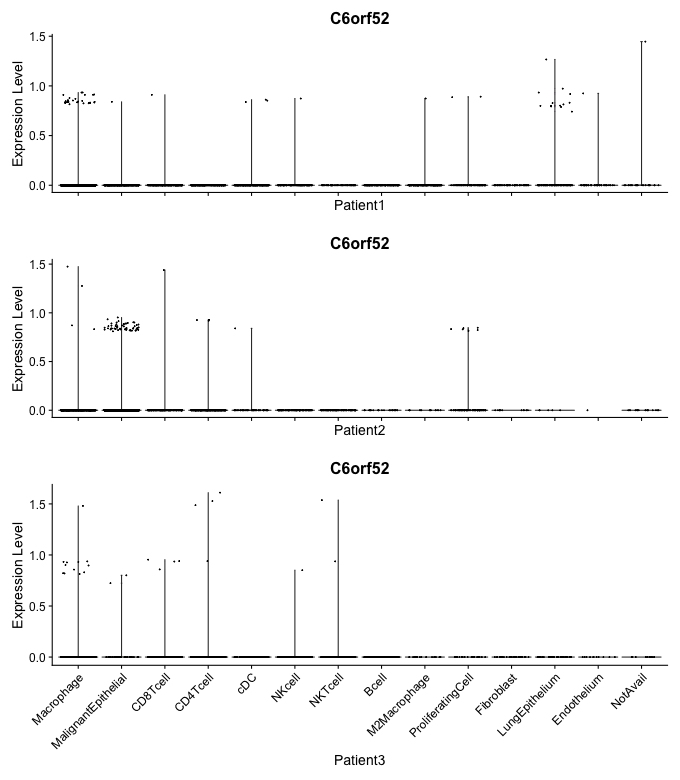 C6orf52
1.5
1.0
0.5
0.0
Expression Level
Patient1
C6orf52
1.5
1.0
0.5
0.0
Expression Level
Patient2
C6orf52
1.5
1.0
0.5
0.0
Expression Level
Macrophage
MalignantEpithelial
CD8Tcell
CD4Tcell
cDC
NKcell
NKTcell
Bcell
M2Macrophage
ProliferatingCell
Fibroblast
LungEpithelium
Endothelium
NotAvail
Patient3